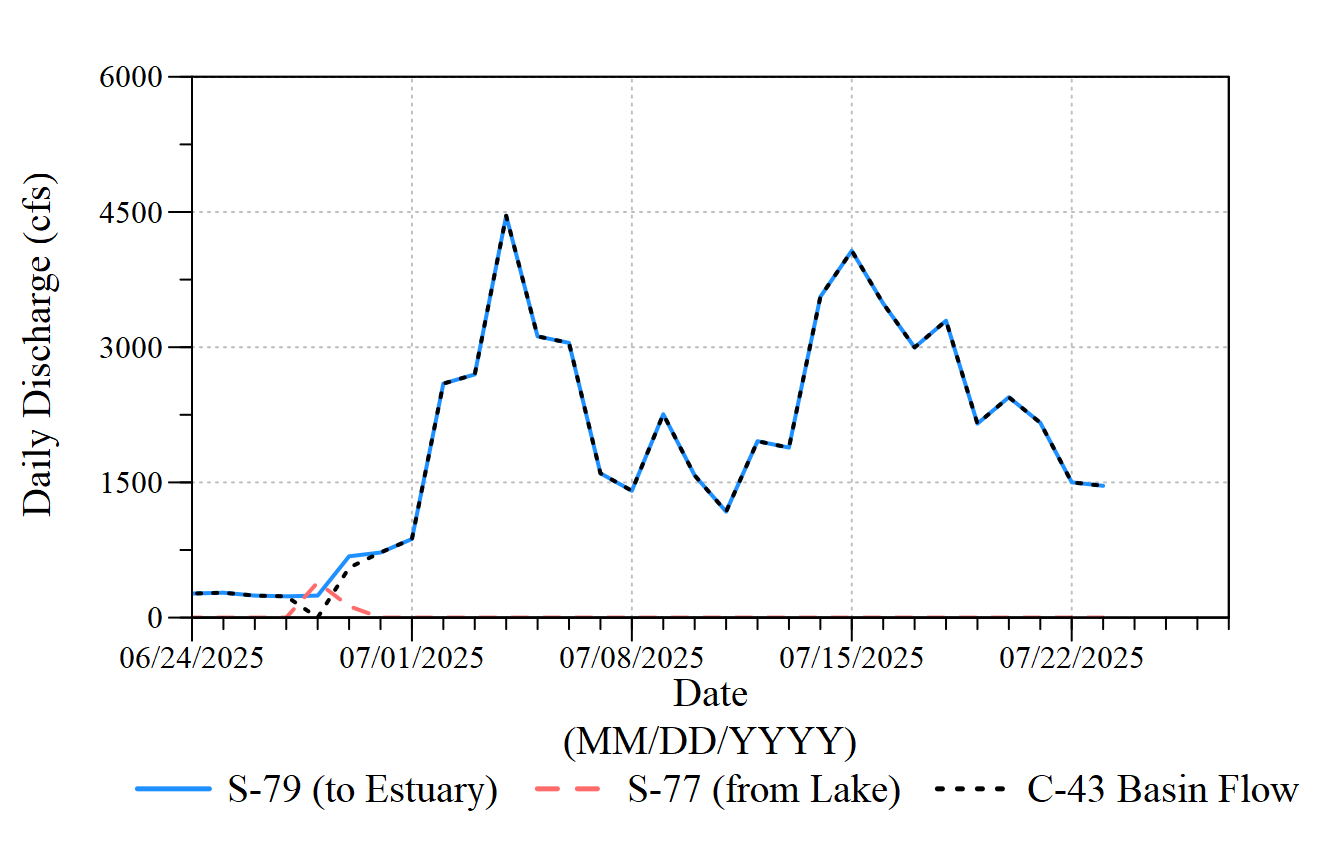 6000
4500
3000
1500
0
Daily Discharge (cfs)
06/24/2025 07/01/2025 07/08/2025 07/15/2025 07/22/2025
Date
(MM/DD/YYYY)
S-79 (to Estuary) S-77 (from Lake) C-43 Basin Flow